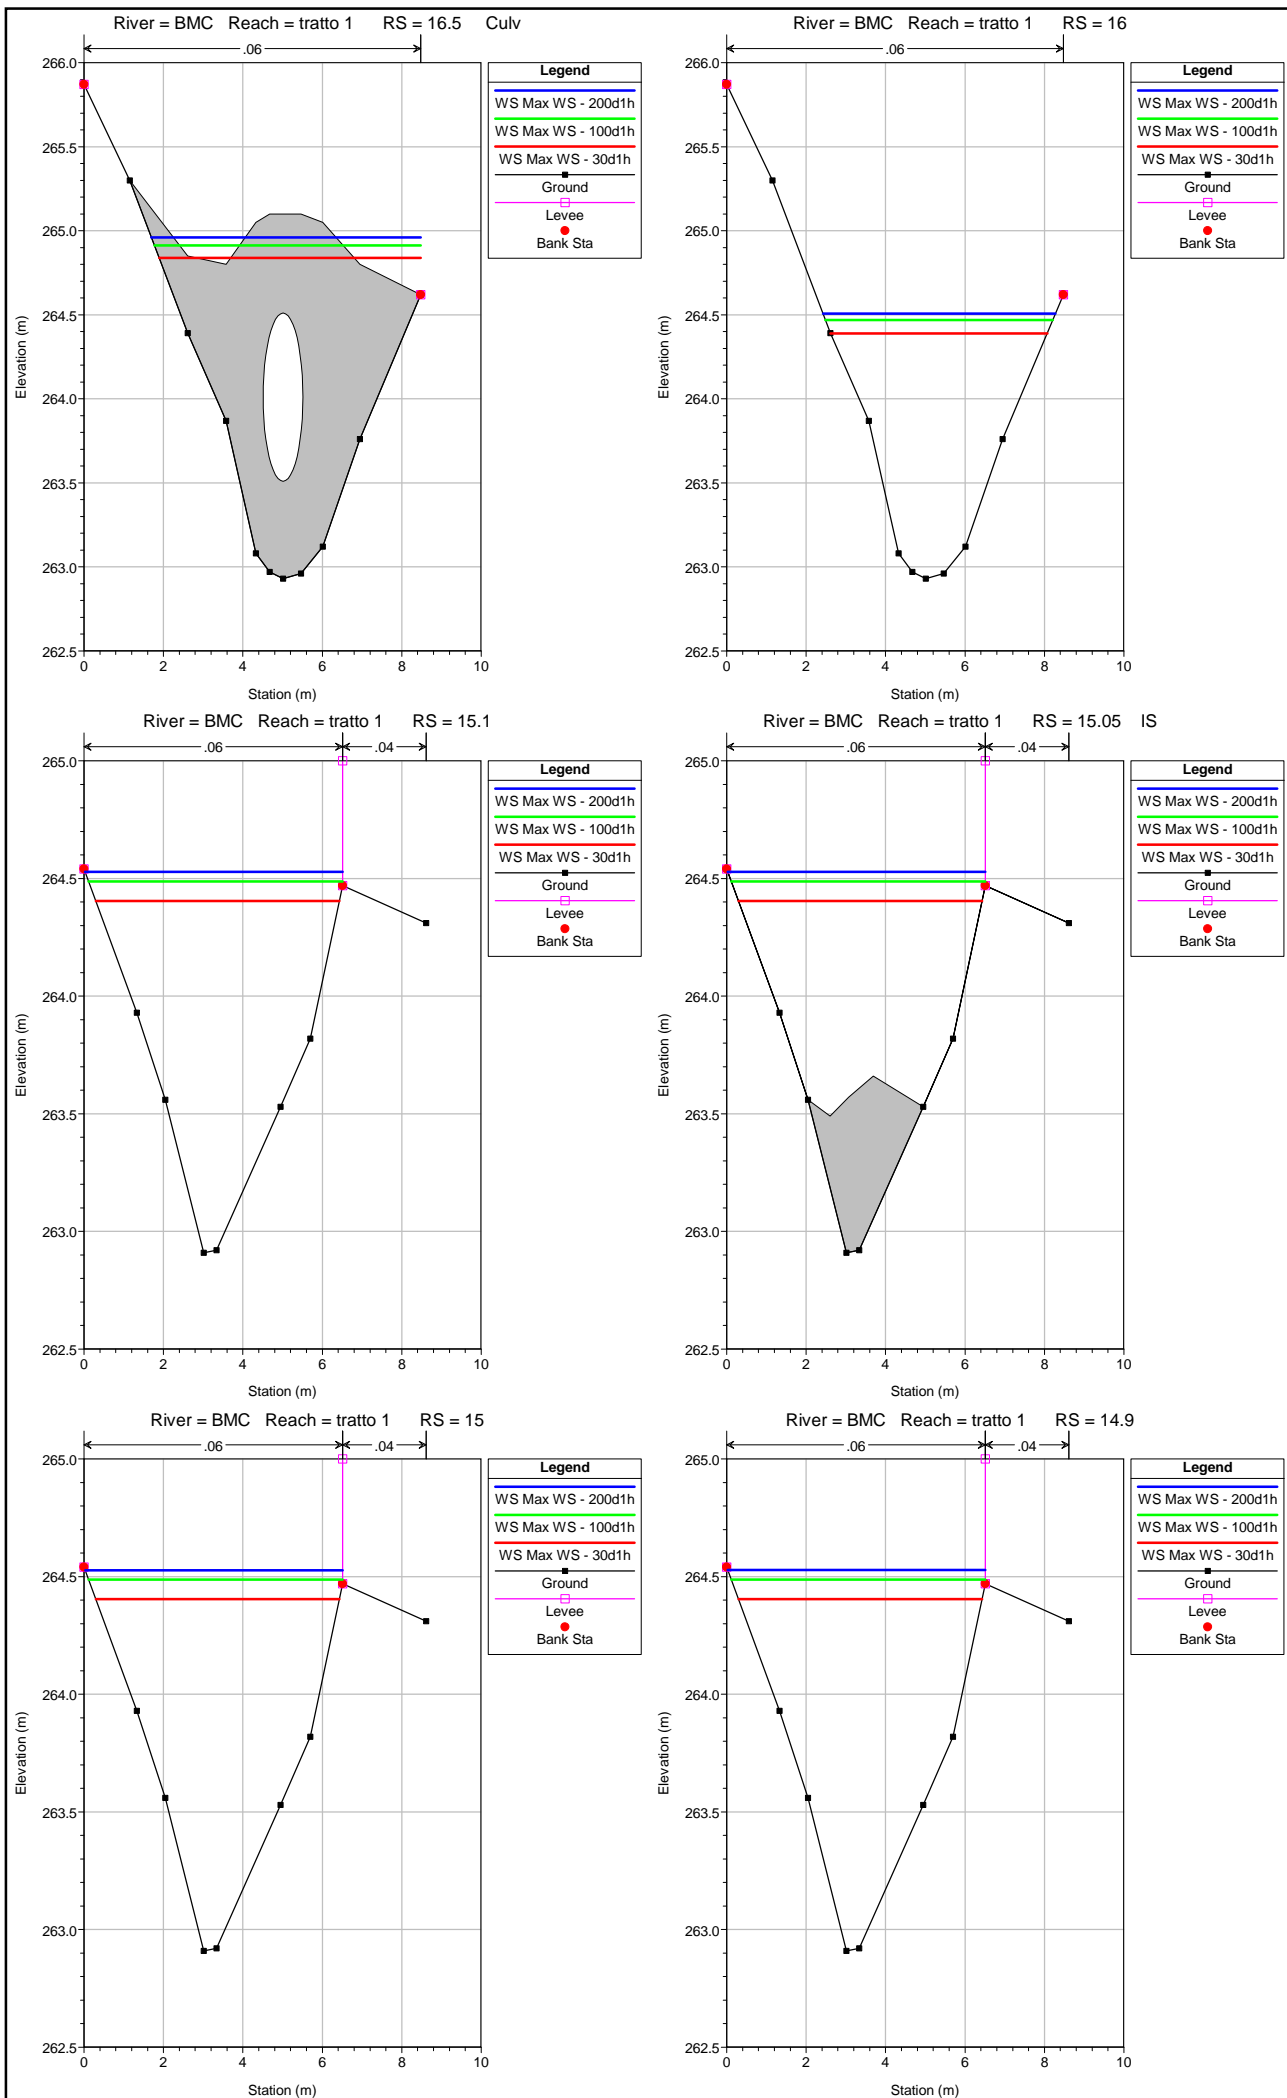 River = BMC Reach = tratto 1 RS = 16.5 Culv
.06
266.0
265.5
265.0
264.5
264.0
263.5
263.0
262.5
0 2 4 6 8 10
Station (m)
Elevation (m)
Legend
WS Max WS - 200d1h
WS Max WS - 100d1h
WS Max WS - 30d1h
Ground
Levee
Bank Sta
River = BMC Reach = tratto 1 RS = 16
.06
266.0
265.5
265.0
264.5
264.0
263.5
263.0
262.5
0 2 4 6 8 10
Station (m)
Elevation (m)
Legend
WS Max WS - 200d1h
WS Max WS - 100d1h
WS Max WS - 30d1h
Ground
Levee
Bank Sta
River = BMC Reach = tratto 1 RS = 15.1
.06 .04
265.0
264.5
264.0
263.5
263.0
262.5
0 2 4 6 8 10
Station (m)
Elevation (m)
Legend
WS Max WS - 200d1h
WS Max WS - 100d1h
WS Max WS - 30d1h
Ground
Levee
Bank Sta
River = BMC Reach = tratto 1 RS = 15.05 IS
.06 .04
265.0
264.5
264.0
263.5
263.0
262.5
0 2 4 6 8 10
Station (m)
Elevation (m)
Legend
WS Max WS - 200d1h
WS Max WS - 100d1h
WS Max WS - 30d1h
Ground
Levee
Bank Sta
River = BMC Reach = tratto 1 RS = 15
.06 .04
265.0
264.5
264.0
263.5
263.0
262.5
0 2 4 6 8 10
Station (m)
Elevation (m)
Legend
WS Max WS - 200d1h
WS Max WS - 100d1h
WS Max WS - 30d1h
Ground
Levee
Bank Sta
River = BMC Reach = tratto 1 RS = 14.9
.06 .04
265.0
264.5
264.0
263.5
263.0
262.5
0 2 4 6 8 10
Station (m)
Elevation (m)
Legend
WS Max WS - 200d1h
WS Max WS - 100d1h
WS Max WS - 30d1h
Ground
Levee
Bank Sta